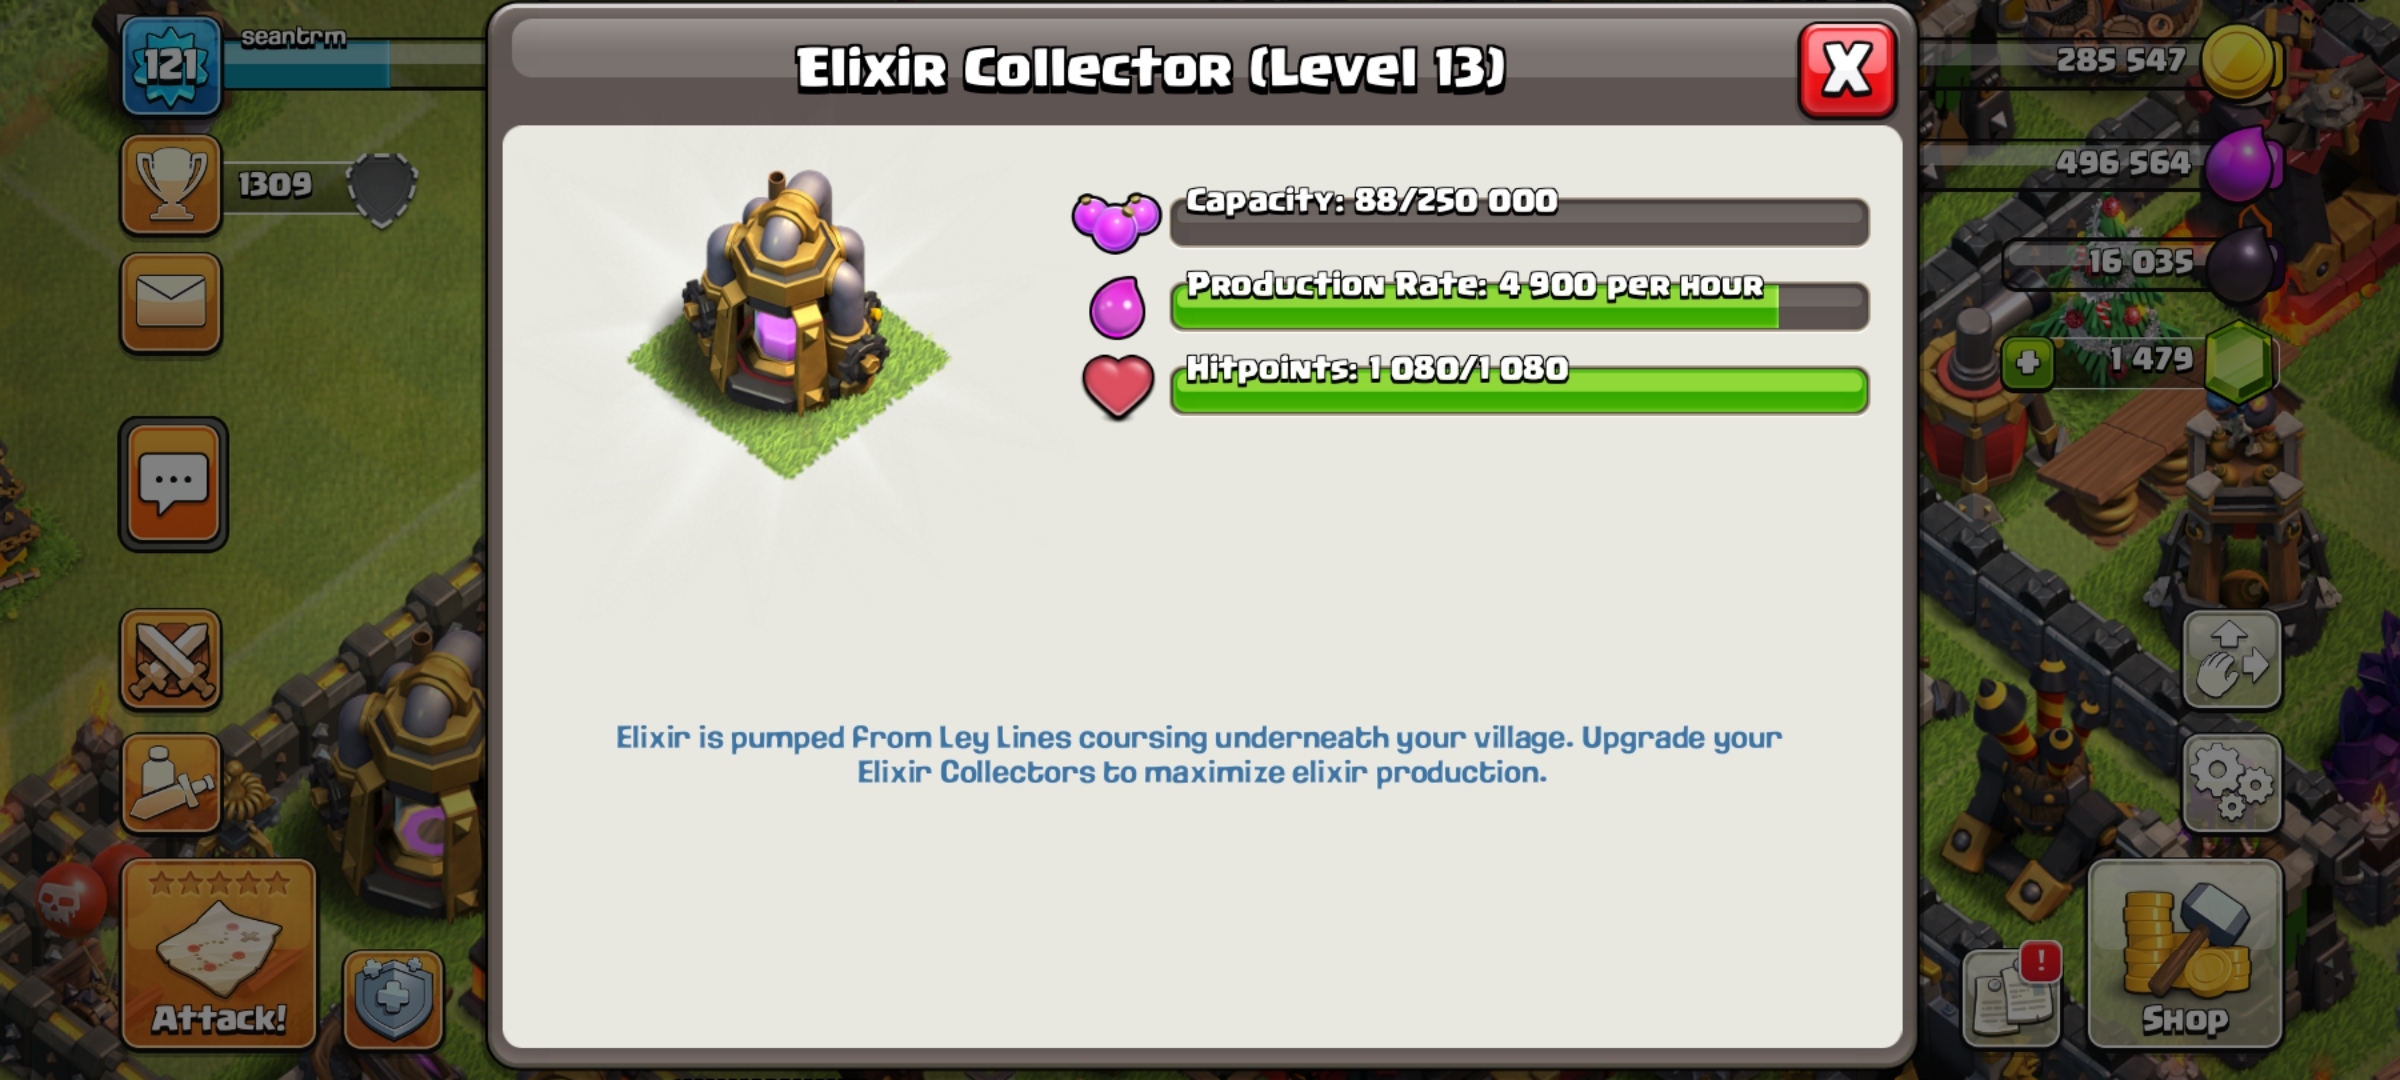 121
seantrm
Elixir Collector (Level 13)
X
285 547
1309
Capacity: 88/250 000
496 564
Production Rate: 4 900 per hour
16 035
Hitpoints: 1 080/1 080
1 479
Elixir is pumped from Ley Lines coursing underneath your village. Upgrade your
Elixir Collectors to maximize elixir production.
!
Attack!
Shop